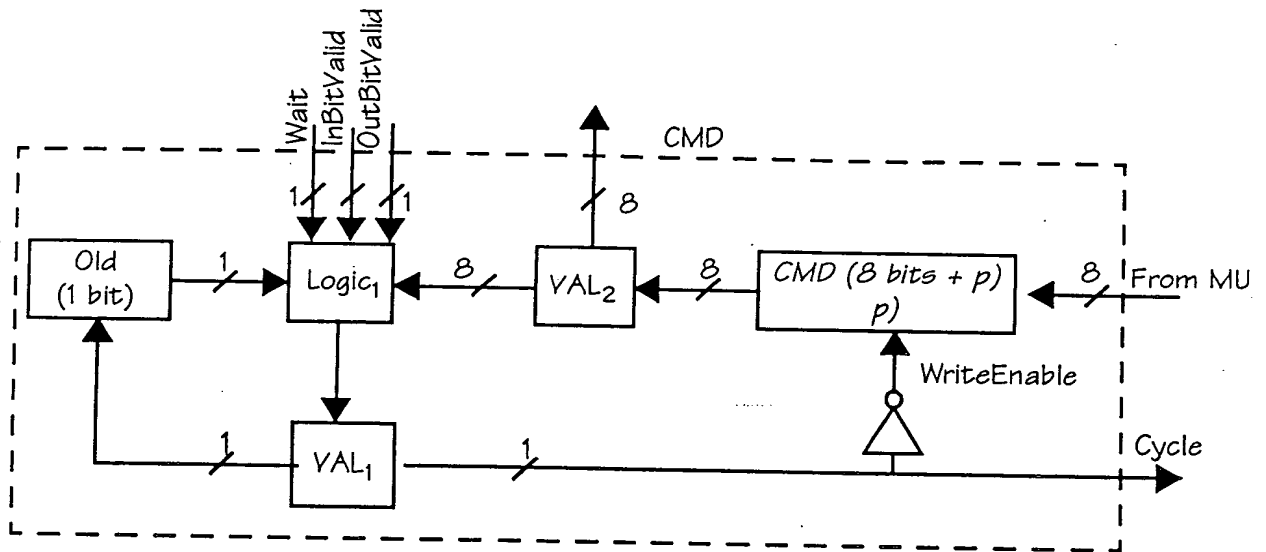 Wait
InBitValid
OutBitValid
CMD
1
1
8
Old
(1 bit)
1
Logic1
8
VAL2
8
CMD (8 bits + p)
p)
8
From MU
WriteEnable
1
VAL1
1
Cycle